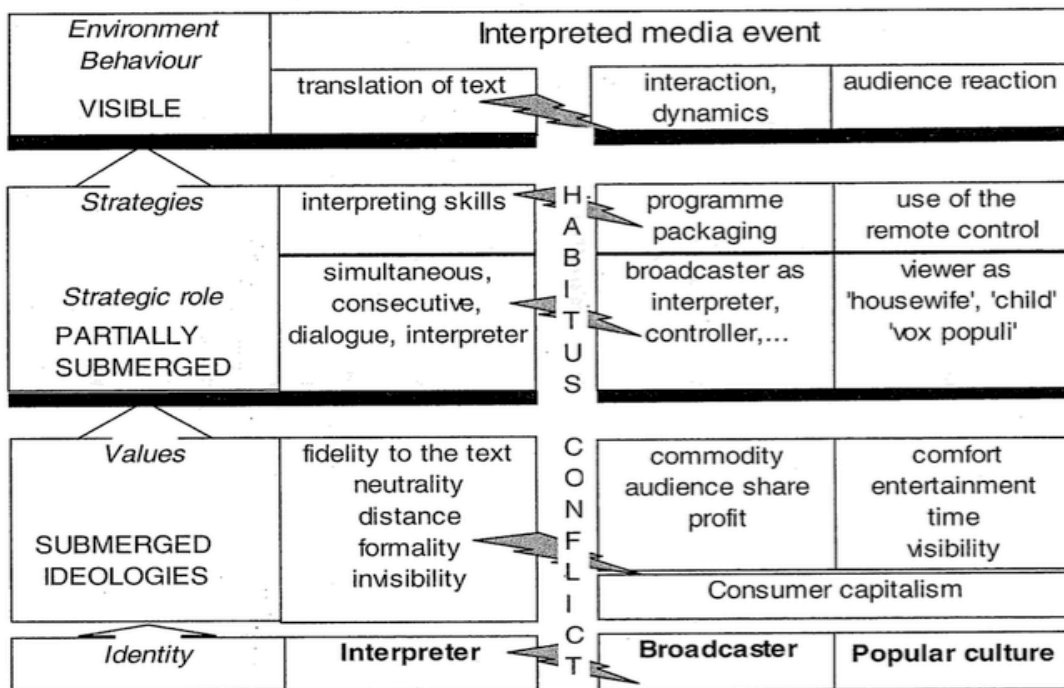 Environment
Behaviour
VISIBLE
Interpreted media event
translation of text
interaction,
dynamics
audience reaction
Strategies
Strategic role
PARTIALLY
SUBMERGED
interpreting skills
simultaneous,
consecutive,
dialogue, interpreter
HABITUS
programme
packaging
broadcaster as
interpreter,
controller,...
use of the
remote control
viewer as
'housewife', 'child'
'vox populi'
Values
SUBMERGED
IDEOLOGIES
fidelity to the text
neutrality
distance
formality
invisibility
CONFLICT
commodity
audience share
profit
comfort
entertainment
time
visibility
Consumer capitalism
Identity
Interpreter
Broadcaster
Popular culture